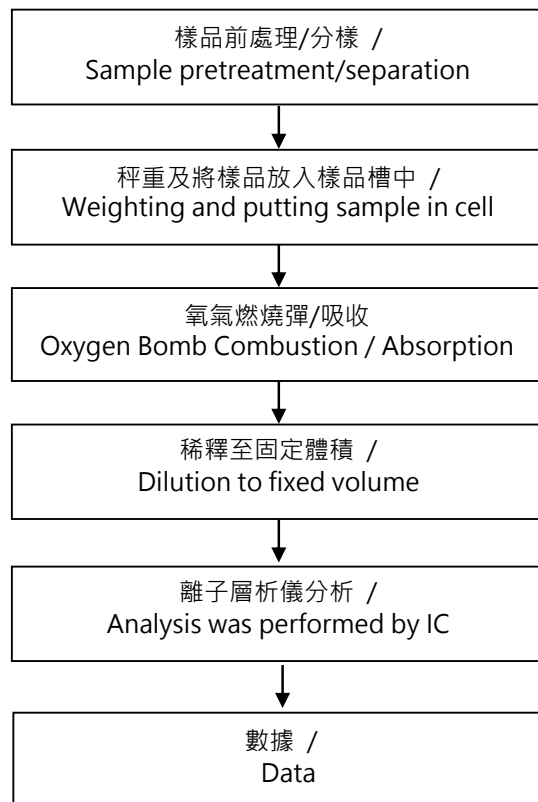 樣品前處理/分樣 /
Sample pretreatment/separation
秤重及將樣品放入樣品槽中 /
Weighting and putting sample in cell
氧氣燃燒彈/吸收
Oxygen Bomb Combustion / Absorption
稀釋至固定體積 /
Dilution to fixed volume
離子層析儀分析 /
Analysis was performed by IC
數據 /
Data